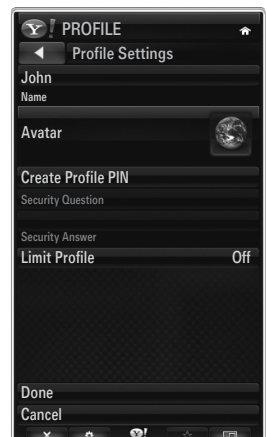 Y! PROFILE
Profile Settings
John
Name
Avatar
Create Profile PIN
Security Question
Security Answer
Limit Profile Off
Done
Cancel
Y!